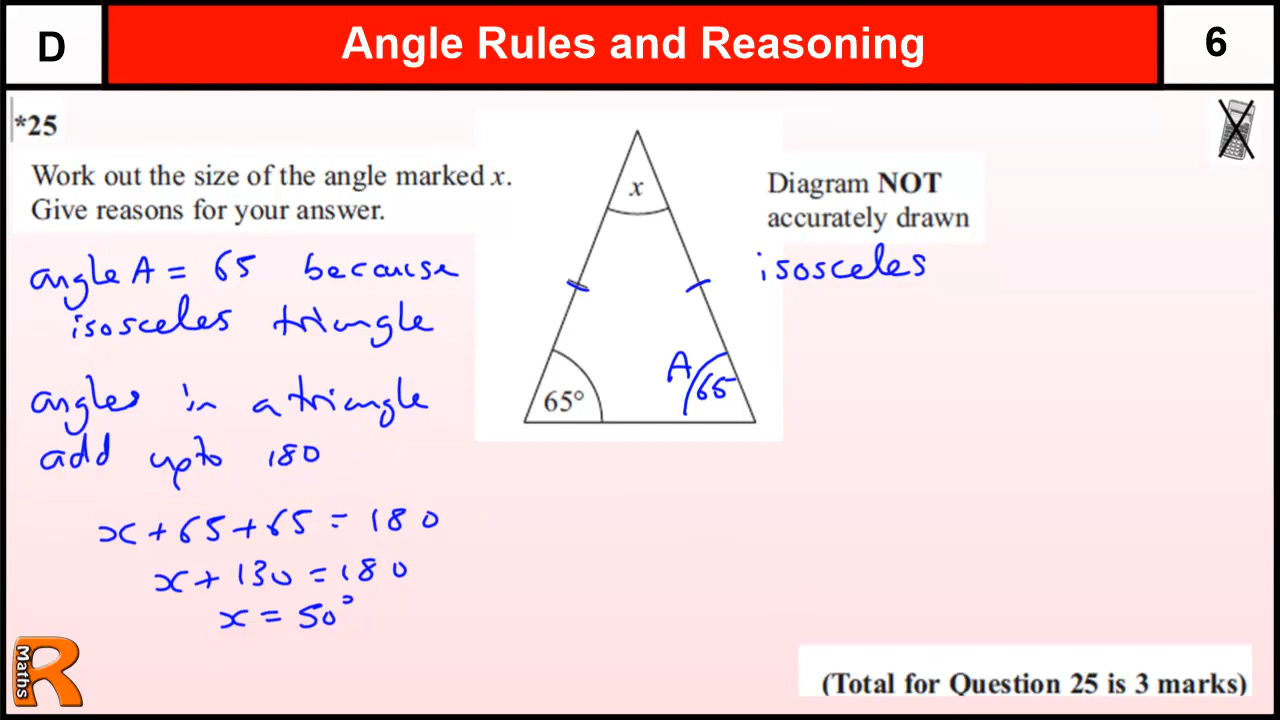 D
Angle Rules and Reasoning
6
*25
Work out the size of the angle marked x.
Give reasons for your answer.
x
Diagram NOT
accurately drawn
isosceles
angle A = 65 because
isosceles triangle
A
65
65°
angles in a triangle
add upto 180
x + 65 + 65 = 180
x + 130 = 180
x = 50°
R
Maths
(Total for Question 25 is 3 marks)